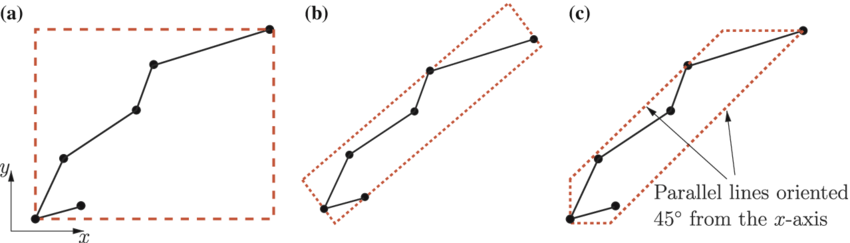 (a)
(b)
(c)
y
x
Parallel lines oriented
45° from the x-axis